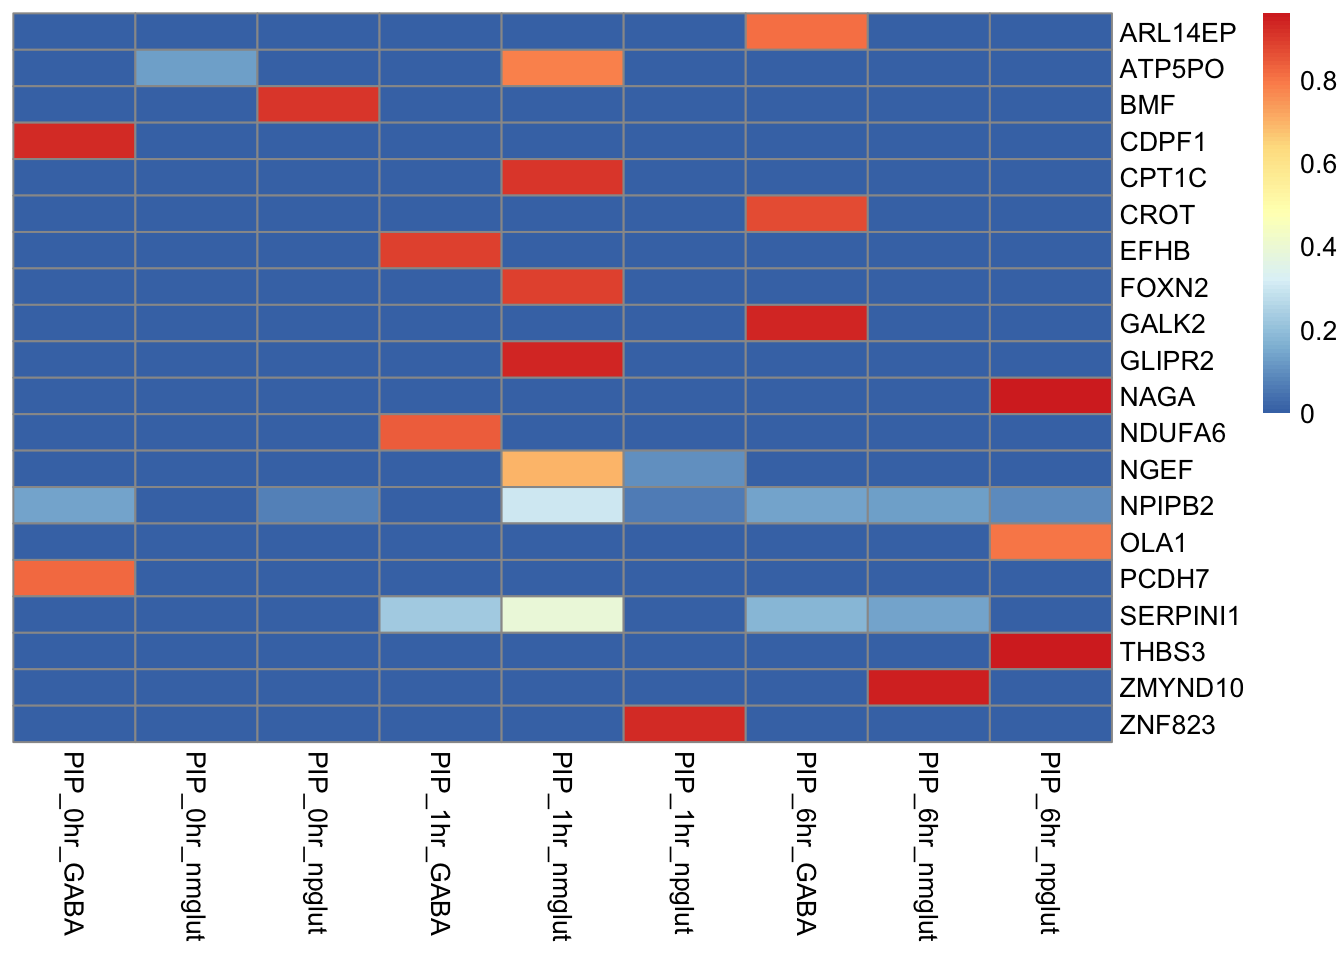 ARL14EP
ATP5PO
BMF
CDPF1
CPT1C
CROT
EFHB
FOXN2
GALK2
GLIPR2
NAGA
NDUFA6
NGEF
NPIPB2
OLA1
PCDH7
SERPINI1
THBS3
ZMYND10
ZNF823
0.8
0.6
0.4
0.2
0
PIP_0hr_GABA
PIP_0hr_nmglut
PIP_0hr_npglut
PIP_1hr_GABA
PIP_1hr_nmglut
PIP_1hr_npglut
PIP_6hr_GABA
PIP_6hr_nmglut
PIP_6hr_npglut